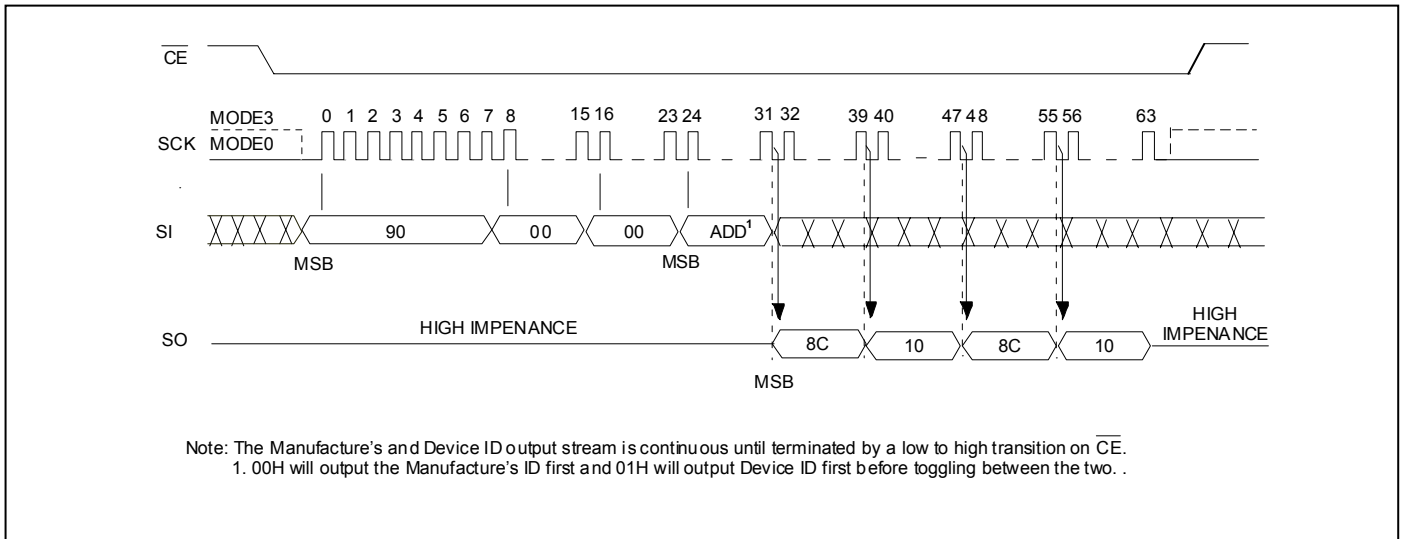 CE
MODE3 0 1 2 3 4 5 6 7 8 15 16 23 24 31 32 39 40 47 48 55 56 63
SCK MODE0
SI 90 00 00 ADD1
MSB MSB
HIGH IMPENANCE HIGH IMPENANCE
SO 8C 10 8C 10
MSB
Note: The Manufacture's and Device ID output stream is continuous until terminated by a low to high transition on CE.
1. 00H will output the Manufacture's ID first and 01H will output Device ID first before toggling between the two. .